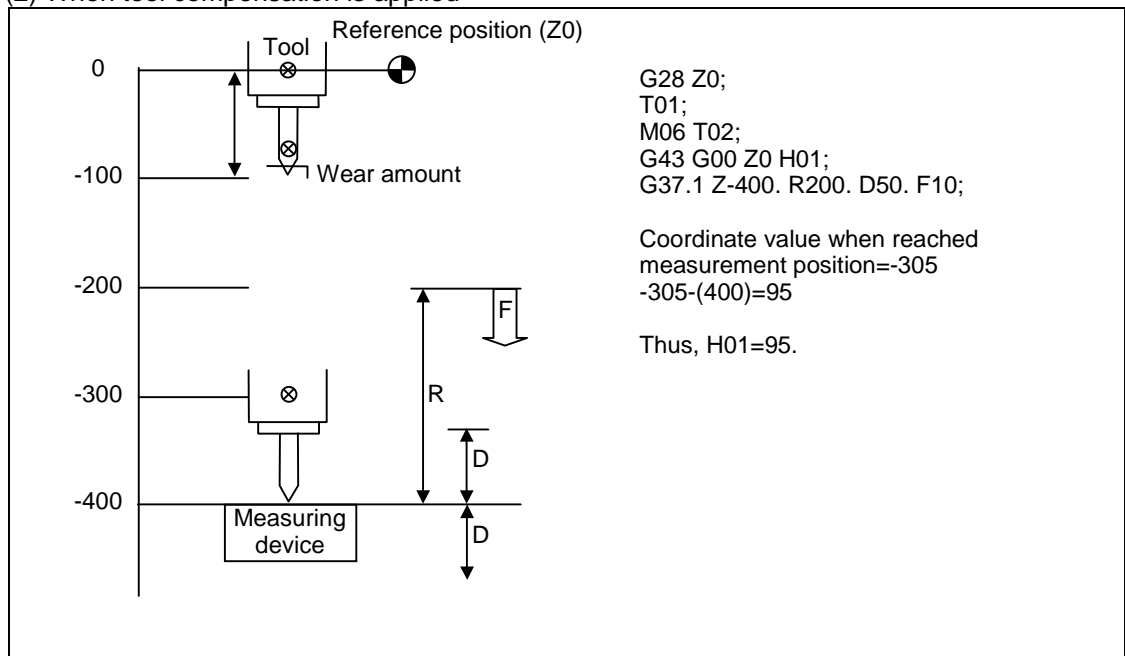 (2) When tool compensation is applied
Reference position (Z0)
Tool
0
Wear amount
-100
-200
F
-300
R
D
-400
Measuring
device
D
G28 Z0;
T01;
M06 T02;
G43 G00 Z0 H01;
G37.1 Z-400. R200. D50. F10;
Coordinate value when reached
measurement position=-305
-305-(400)=95
Thus, H01=95.